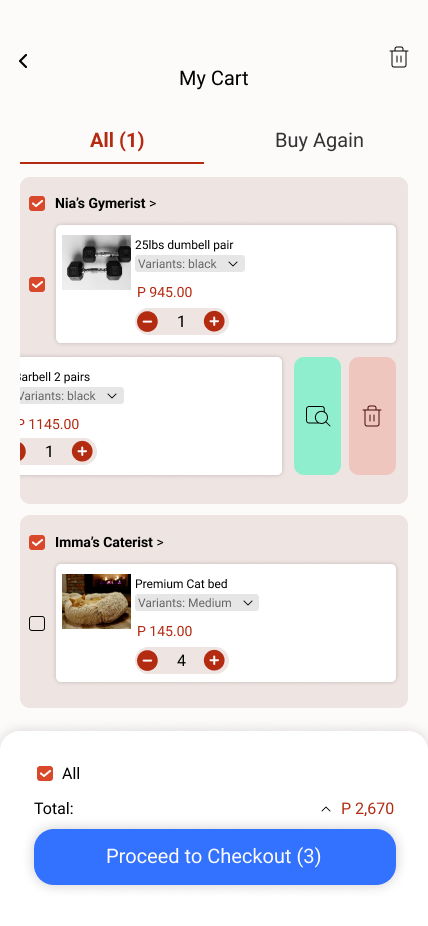 My Cart
All (1)
Buy Again
Nia's Gymerist >
25lbs dumbell pair
Variants: black
P 945.00
1
Barbell 2 pairs
Variants: black
P 1145.00
1
Imma's Caterist >
Premium Cat bed
Variants: Medium
P 145.00
4
All
Total:
P 2,670
Proceed to Checkout (3)